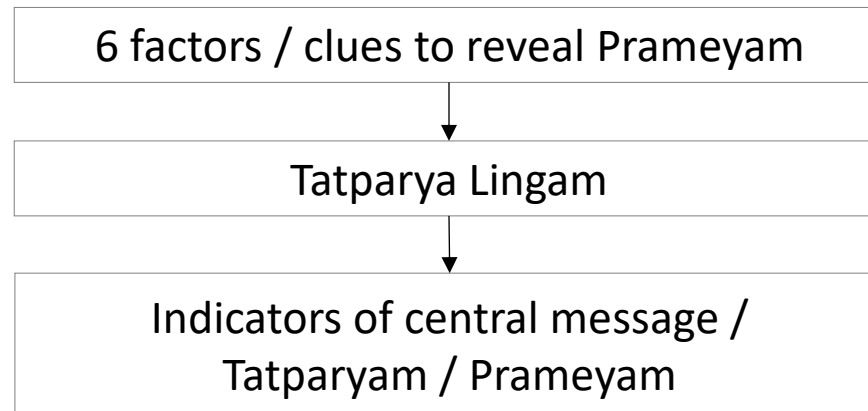 6 factors / clues to reveal Prameyam
Tatparya Lingam
Indicators of central message /
Tatparyam / Prameyam